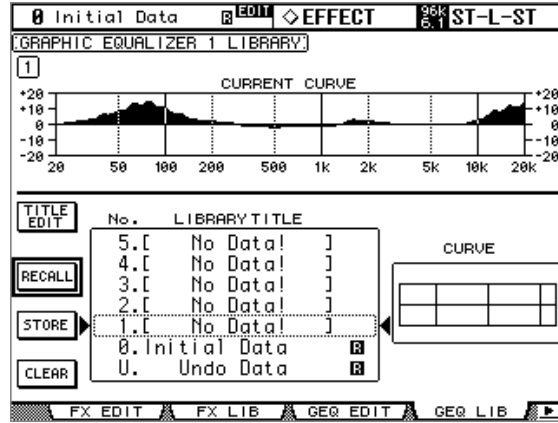 0 Initial Data R EDIT ◇EFFECT 96K 6.1 ST-L-ST
GRAPHIC EQUALIZER 1 LIBRARY
1
CURRENT CURVE
+20 +20
+10 +10
0 0
-10 -10
-20 -20
20 50 100 200 500 1k 2k 5k 10k 20k
TITLE EDIT
No. LIBRARY TITLE
CURVE
5.[ No Data! ]
4.[ No Data! ]
RECALL
3.[ No Data! ]
2.[ No Data! ]
STORE
1.[ No Data! ]
0.Initial Data R
CLEAR
U. Undo Data R
FX EDIT FX LIB GEQ EDIT GEQ LIB